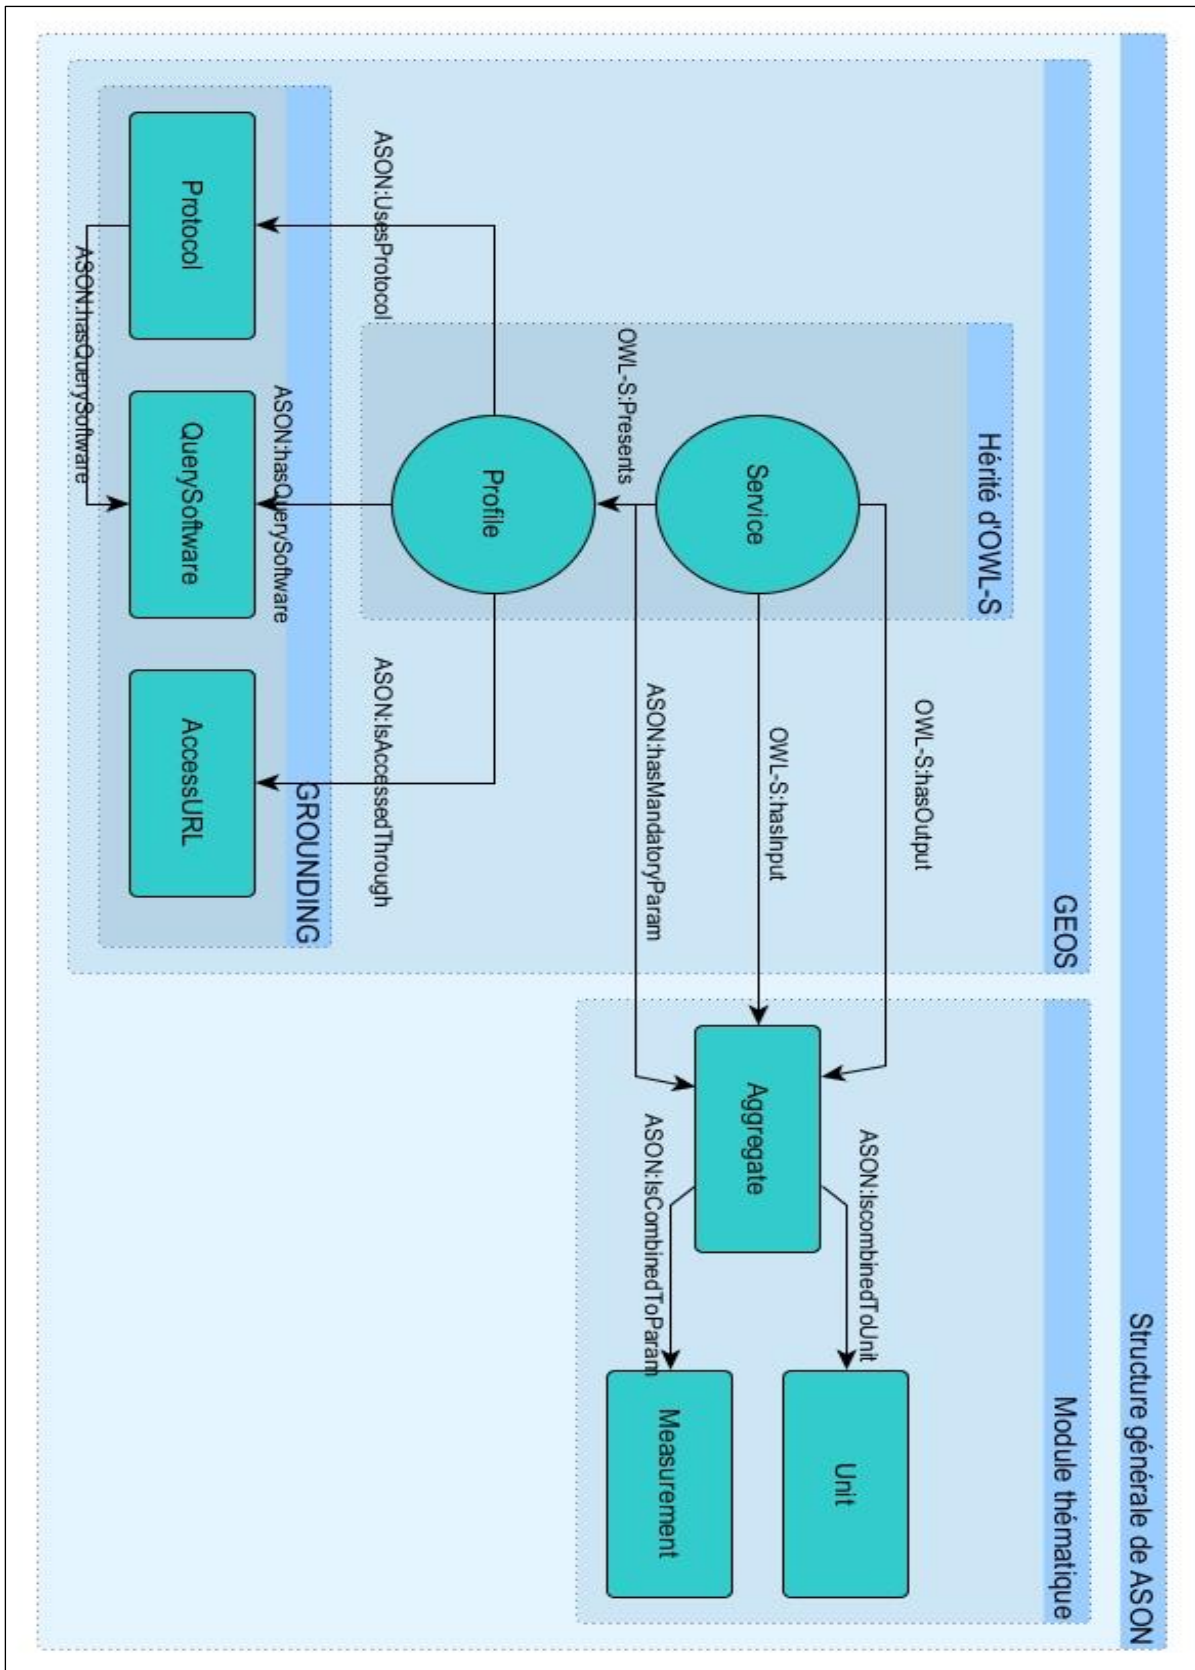 Structure générale de ASON
GEOS
Module thématique
Hérité d'OWL-S
OWL-S:hasOutput
ASON:IscombinedToUnit
Unit
Service
OWL-S:hasInput
Aggregate
ASON:hasMandatoryParam
ASON:IsCombinedToParam
Measurement
OWL-S:Presents
Profile
ASON:UsesProtocol
ASON:hasQuerySoftware
ASON:IsAccessedThrough
GROUNDING
Protocol
QuerySoftware
AccessURL
ASON:hasQuerySoftware